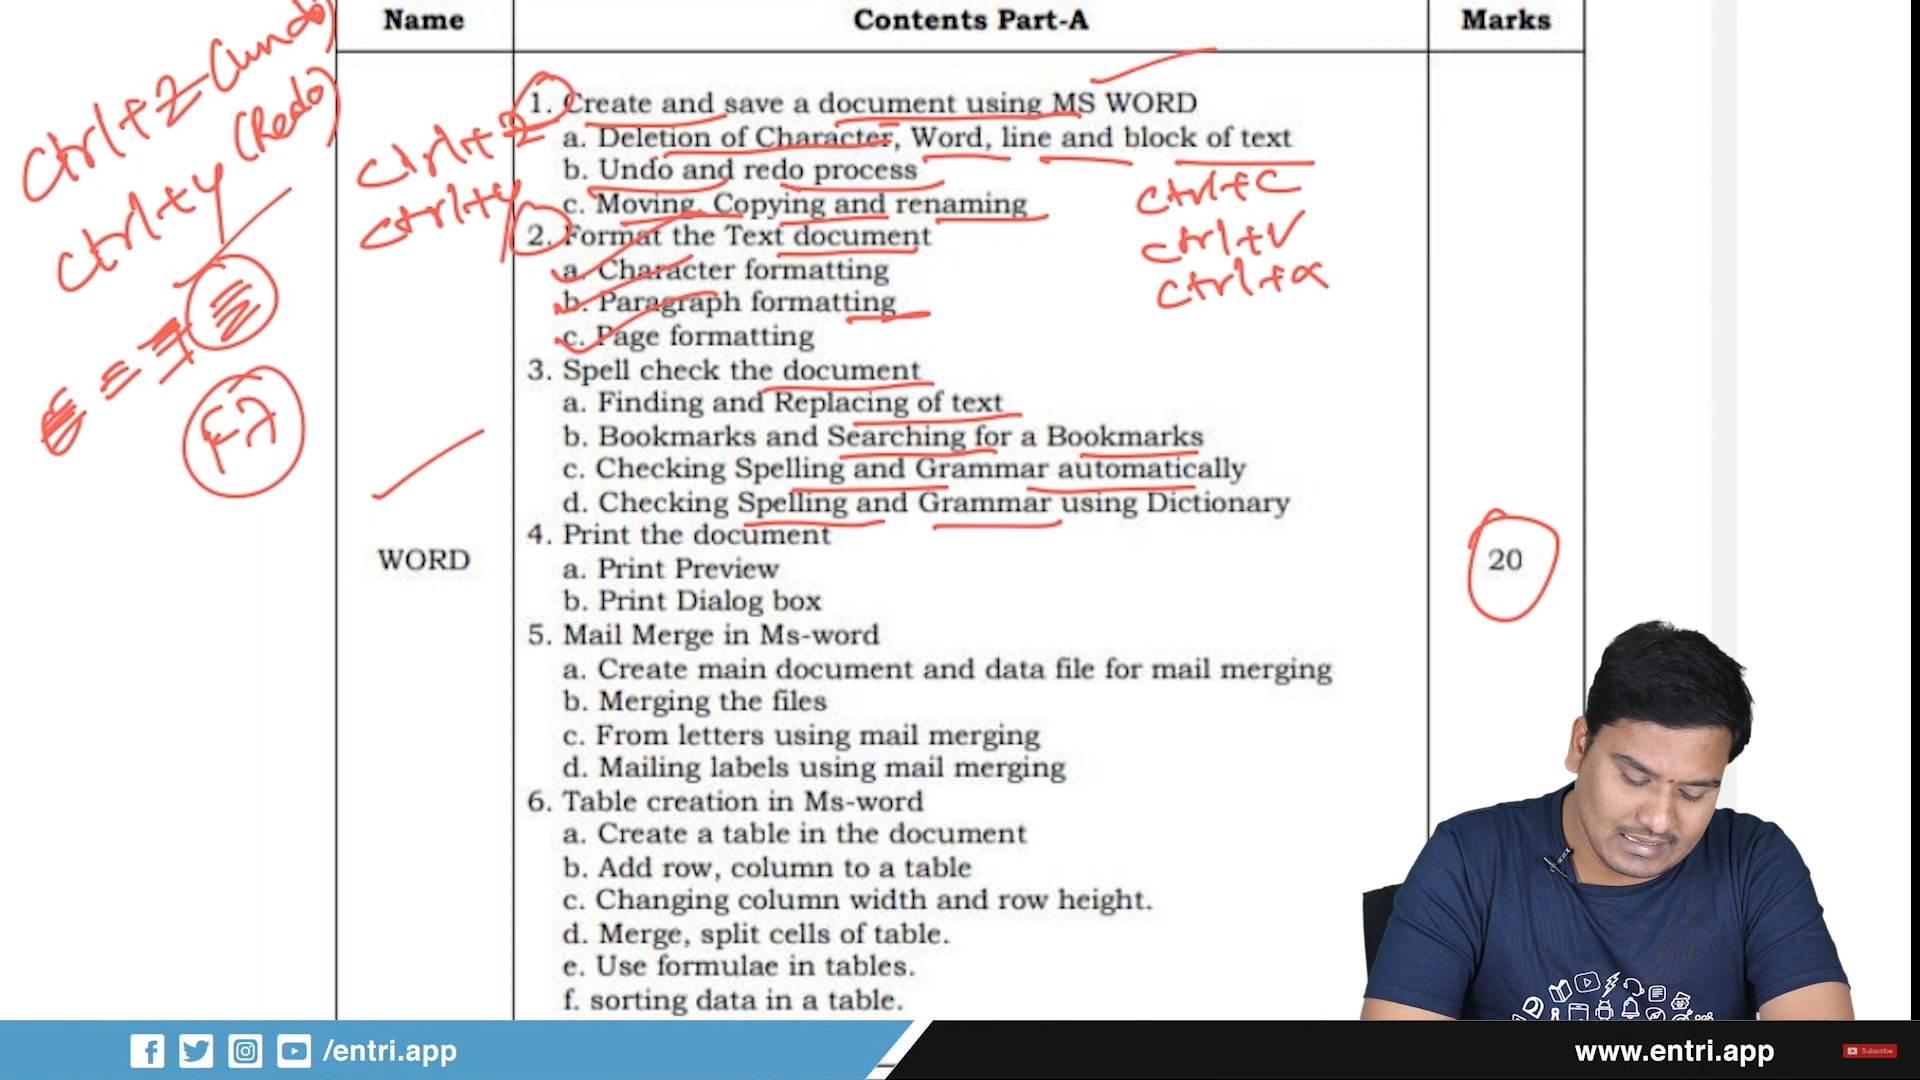 Name Contents Part-A Marks
Ctrl+Z-(undo)
Ctrl+y (Redo)
Ctrl+z
Ctrl+y
1. Create and save a document using MS WORD
a. Deletion of Character, Word, line and block of text
b. Undo and redo process
c. Moving, Copying and renaming
ctrl+c
ctrl+v
ctrl+x
2. Format the Text document
a. Character formatting
b. Paragraph formatting
c. Page formatting
F7
3. Spell check the document
a. Finding and Replacing of text
b. Bookmarks and Searching for a Bookmarks
c. Checking Spelling and Grammar automatically
d. Checking Spelling and Grammar using Dictionary
WORD
20
4. Print the document
a. Print Preview
b. Print Dialog box
5. Mail Merge in Ms-word
a. Create main document and data file for mail merging
b. Merging the files
c. From letters using mail merging
d. Mailing labels using mail merging
6. Table creation in Ms-word
a. Create a table in the document
b. Add row, column to a table
c. Changing column width and row height.
d. Merge, split cells of table.
e. Use formulae in tables.
f. sorting data in a table.
/entri.app
www.entri.app
Subscribe